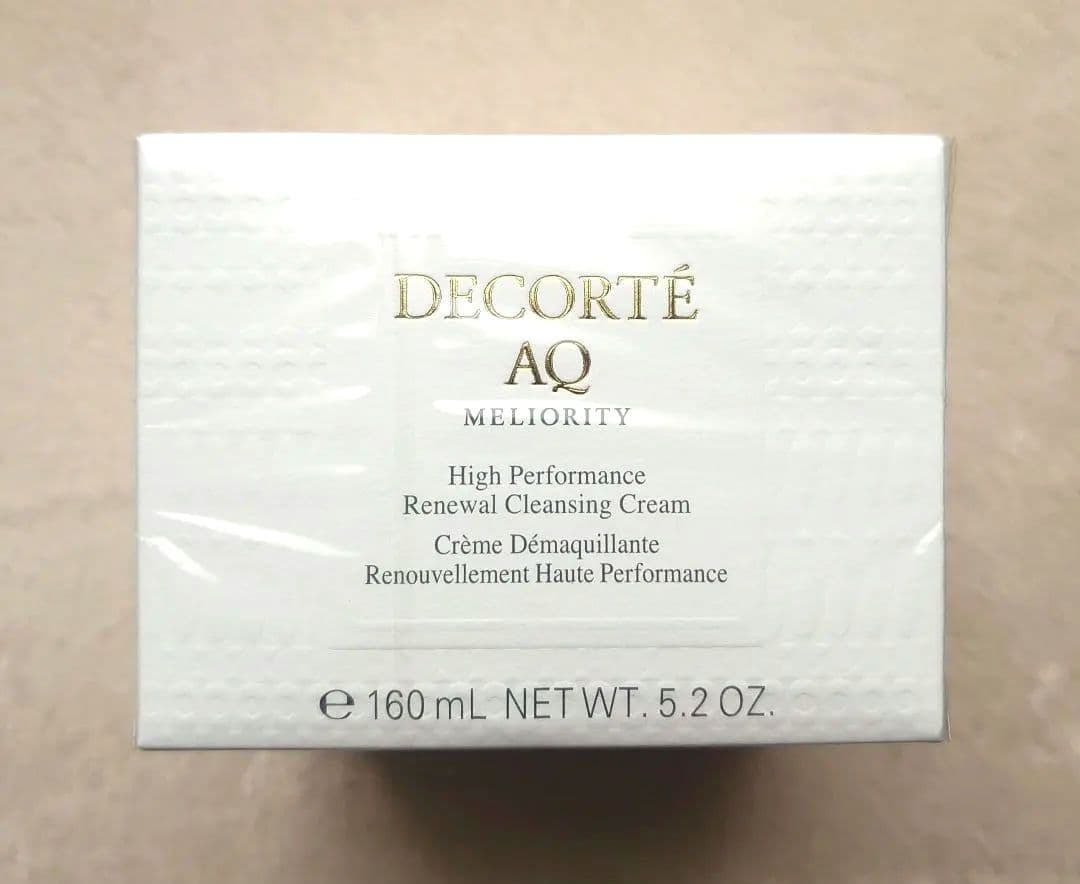 DECORTÉ
AQ
MELIORITY
High Performance
Renewal Cleansing Cream
Crème Démaquillante
Renouvellement Haute Performance
℮ 160 mL NET WT. 5.2 OZ.